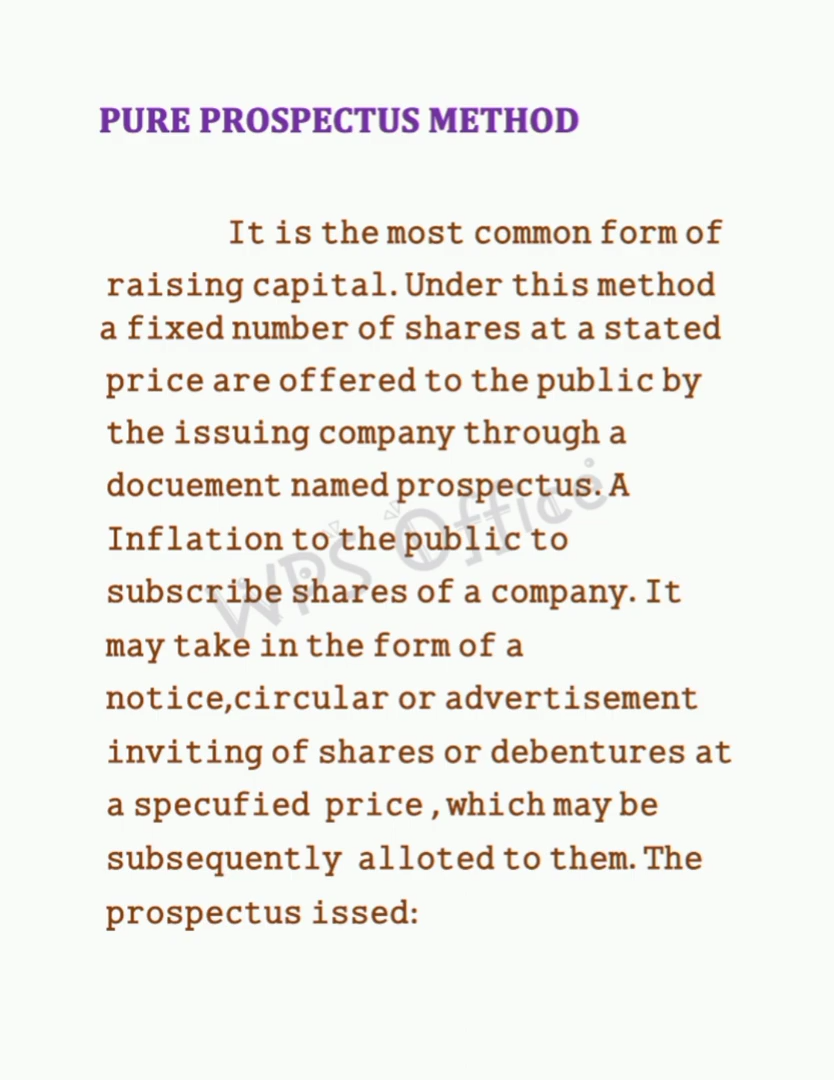 PURE PROSPECTUS METHOD
It is the most common form of
raising capital. Under this method
a fixed number of shares at a stated
price are offered to the public by
the issuing company through a
docuement named prospectus. A
Inflation to the public to
subscribe shares of a company. It
may take in the form of a
notice,circular or advertisement
inviting of shares or debentures at
a specufied price ,which may be
subsequently alloted to them. The
prospectus issed:
WPS Office